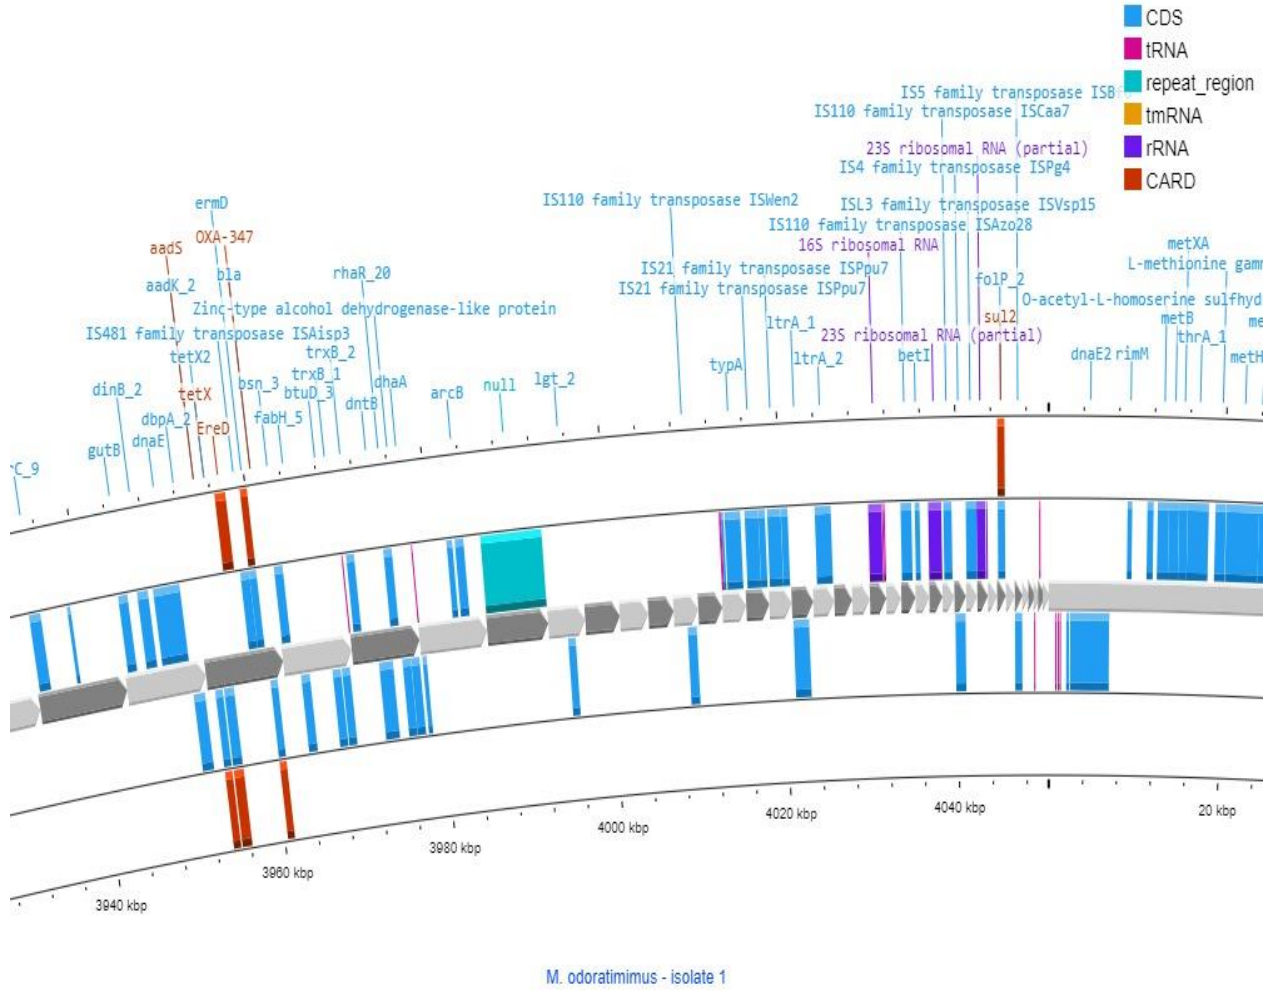 CDS
tRNA
repeat_region
tmRNA
rRNA
CARD
IS5 family transposase ISB
IS110 family transposase ISCaa7
23S ribosomal RNA (partial)
IS4 family transposase ISPg4
ermD
IS110 family transposase ISWen2
ISL3 family transposase ISVsp15
IS110 family transposase ISAzo28
aadS
OXA-347
16S ribosomal RNA
metXA
L-methionine gamm
aadK_2
bla
rhaR_20
IS21 family transposase ISPpu7
folP_2
IS21 family transposase ISPpu7
O-acetyl-L-homoserine sulfhyd
Zinc-type alcohol dehydrogenase-like protein
ltrA_1
sul2
metB
me
IS481 family transposase ISAisp3
23S ribosomal RNA (partial)
thrA_1
tetX2
trxB_2
typA
ltrA_2
betI
dnaE2
rimM
metH
dinB_2
tetX
bsn_3
trxB_1
dhaA
arcB
null
lgt_2
btuD_3
dntB
dbpA_2
EreD
fabH_5
gutB
dnaE
rC_9
4040 kbp
20 kbp
4020 kbp
4000 kbp
3980 kbp
3960 kbp
3940 kbp
M. odoratimimus - isolate 1